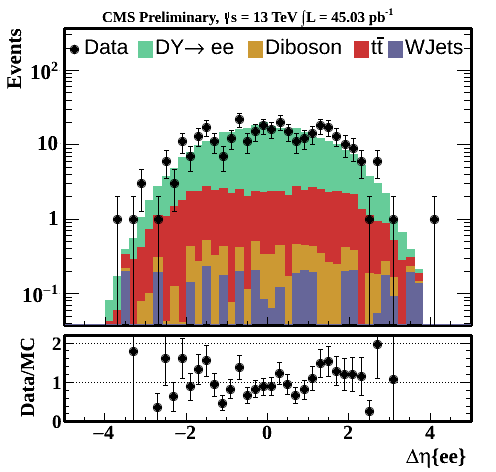 CMS Preliminary, √s = 13 TeV ∫L = 45.03 pb⁻¹
Events
Data DY→ ee Diboson tt̄ WJets
10²
10
1
10⁻¹
Data/MC
2
1
0
−4 −2 0 2 4
Δη{ee}